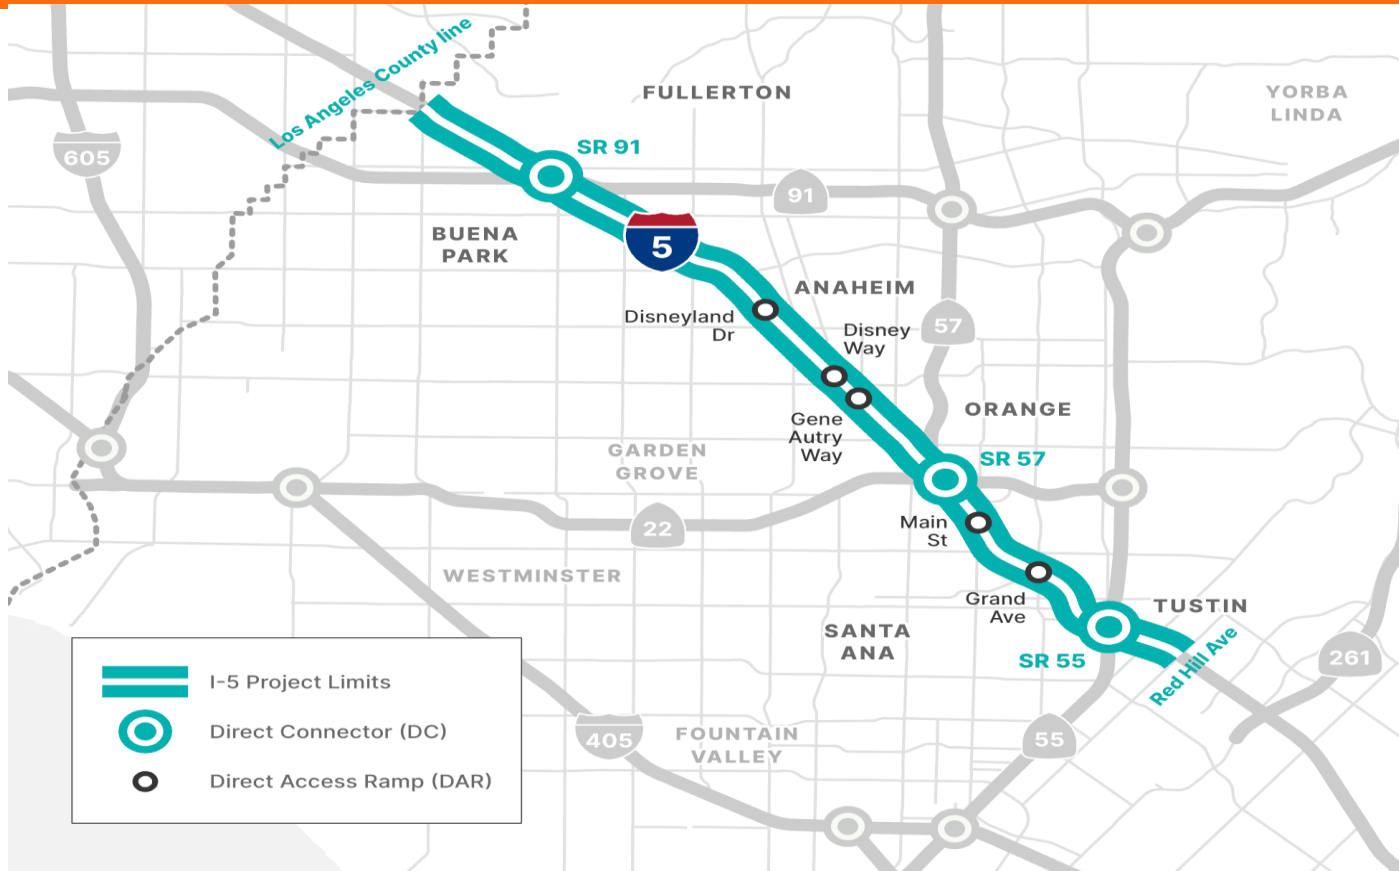 Los Angeles County line
FULLERTON
YORBA
LINDA
605
SR 91
91
BUENA
PARK
5
ANAHEIM
Disneyland
Dr
Disney
Way
57
ORANGE
Gene
Autry
Way
GARDEN
GROVE
SR 57
22
Main
St
WESTMINSTER
Grand
Ave
TUSTIN
SANTA
ANA
SR 55
Red Hill Ave
261
I-5 Project Limits
Direct Connector (DC)
Direct Access Ramp (DAR)
405
FOUNTAIN
VALLEY
55